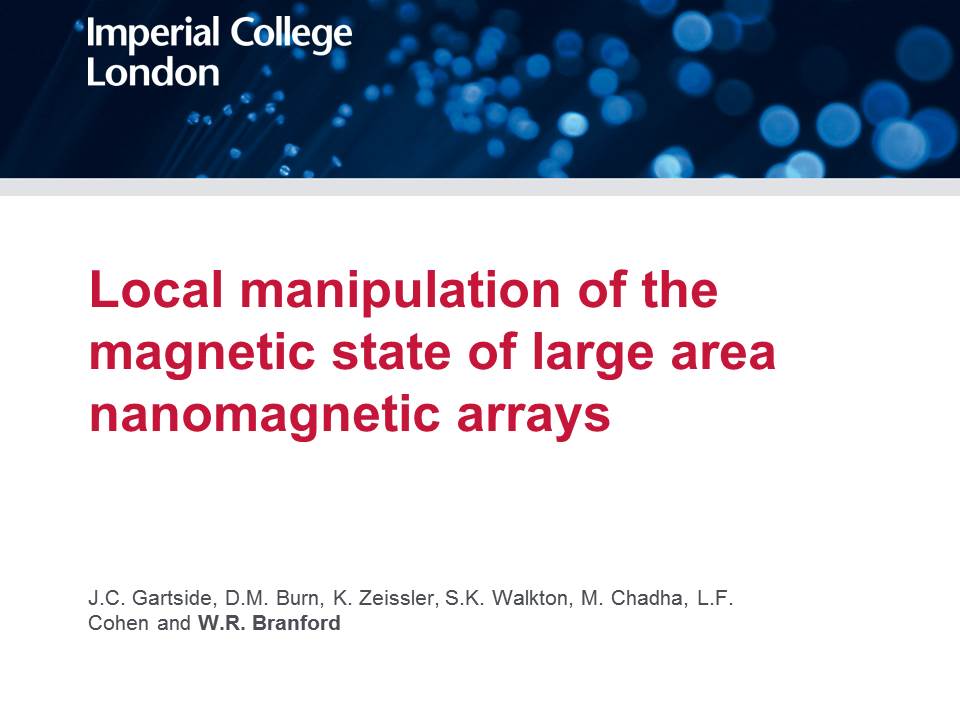 Imperial College
London
Local manipulation of the
magnetic state of large area
nanomagnetic arrays
J.C. Gartside, D.M. Burn, K. Zeissler, S.K. Walkton, M. Chadha, L.F.
Cohen and W.R. Branford